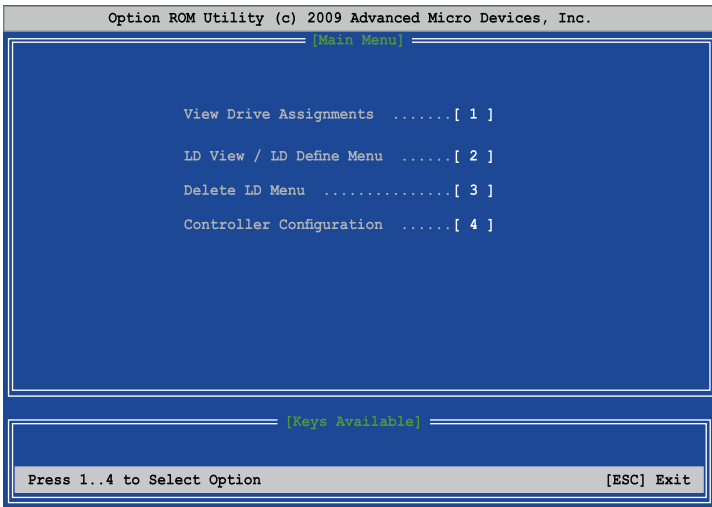 Option ROM Utility (c) 2009 Advanced Micro Devices, Inc.
[Main Menu]
View Drive Assignments .......[ 1 ]
LD View / LD Define Menu ......[ 2 ]
Delete LD Menu ...............[ 3 ]
Controller Configuration ......[ 4 ]
[Keys Available]
Press 1..4 to Select Option [ESC] Exit